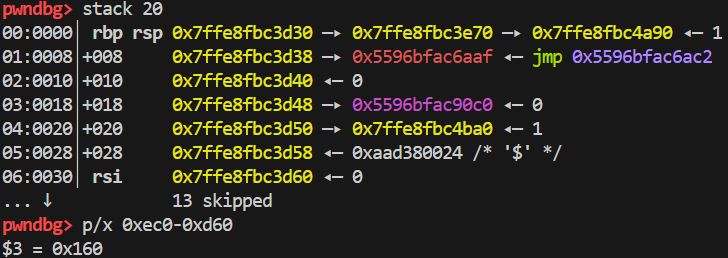 pwndbg> stack 20
00:0000│ rbp rsp 0x7ffe8fbc3d30 —▸ 0x7ffe8fbc3e70 —▸ 0x7ffe8fbc4a90 ◂— 1
01:0008│+008 0x7ffe8fbc3d38 —▸ 0x5596bfac6aaf ◂— jmp 0x5596bfac6ac2
02:0010│+010 0x7ffe8fbc3d40 ◂— 0
03:0018│+018 0x7ffe8fbc3d48 —▸ 0x5596bfac90c0 ◂— 0
04:0020│+020 0x7ffe8fbc3d50 —▸ 0x7ffe8fbc4ba0 ◂— 1
05:0028│+028 0x7ffe8fbc3d58 ◂— 0xaad380024 /* '$' */
06:0030│ rsi 0x7ffe8fbc3d60 ◂— 0
... ↓ 13 skipped
pwndbg> p/x 0xec0-0xd60
$3 = 0x160